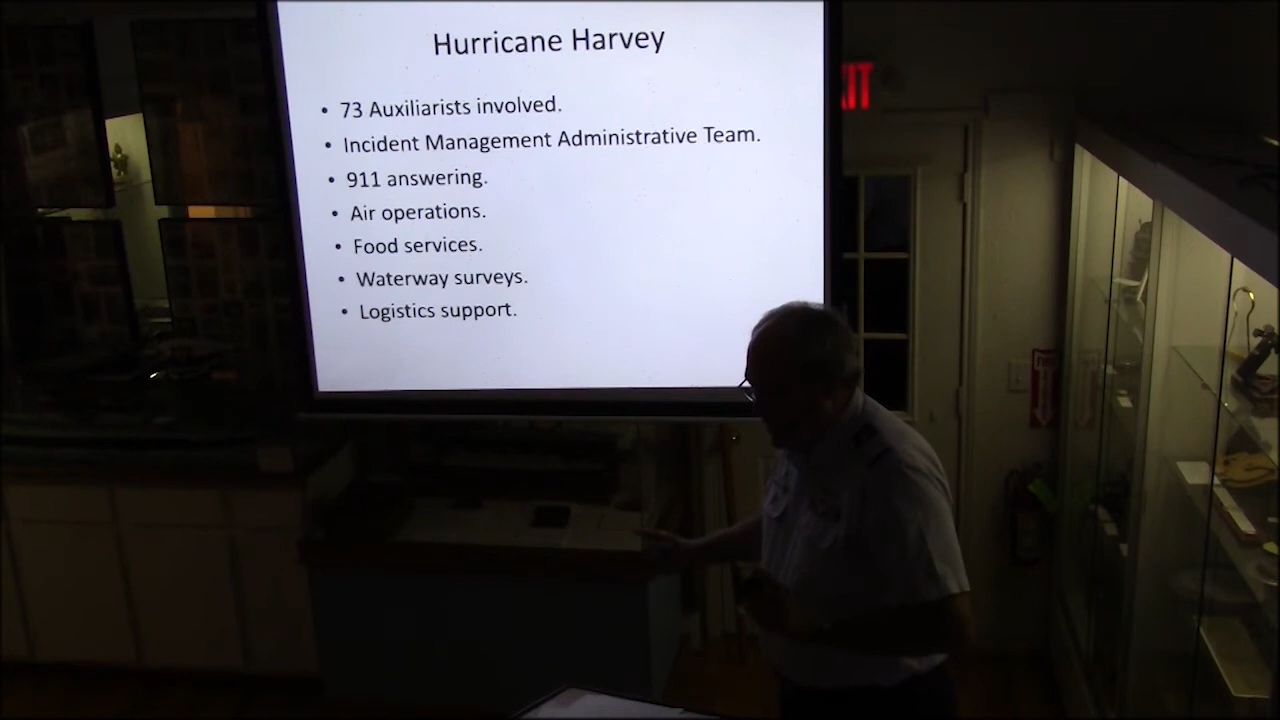 Hurricane Harvey
• 73 Auxiliarists involved.
• Incident Management Administrative Team.
• 911 answering.
• Air operations.
• Food services.
• Waterway surveys.
• Logistics support.
XIT